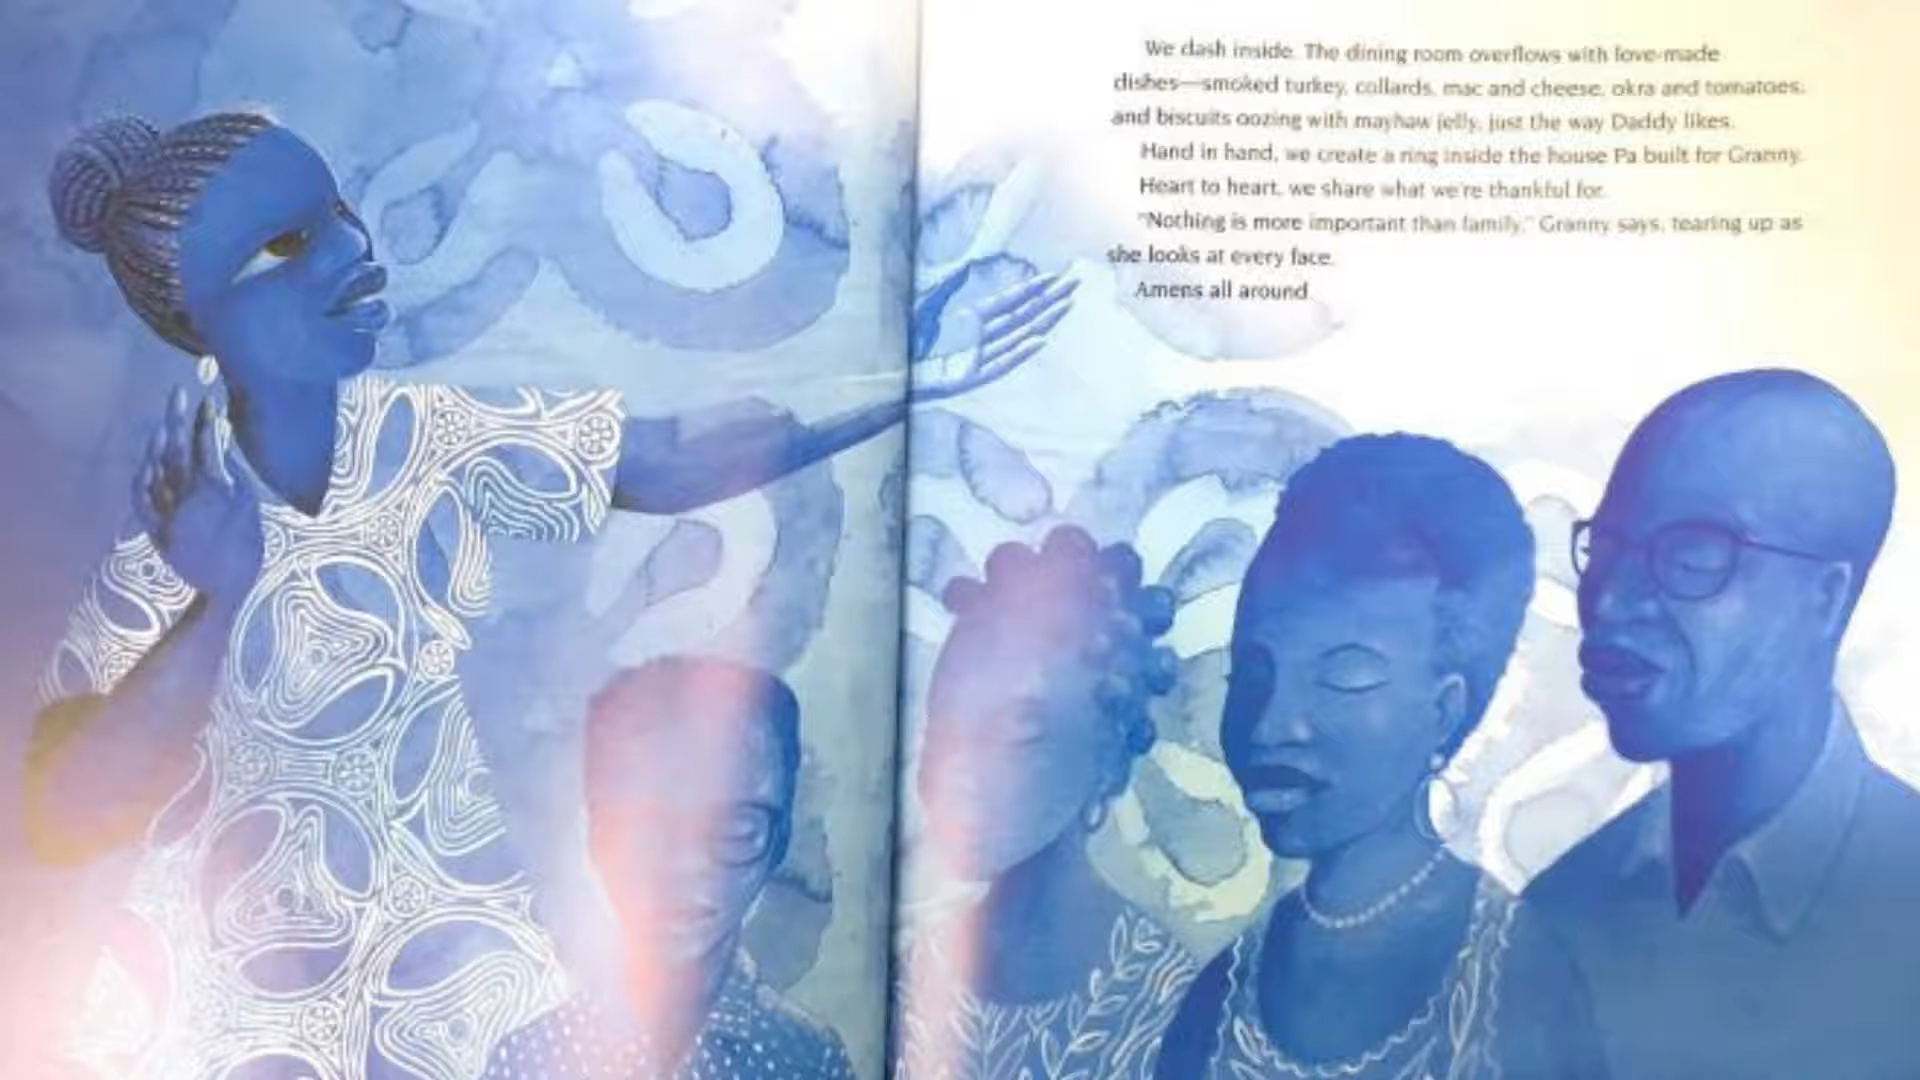 We dash inside. The dining room overflows with love-made
dishes—smoked turkey, collards, mac and cheese, okra and tomatoes,
and biscuits oozing with mayhaw jelly, just the way Daddy likes.
Hand in hand, we create a ring inside the house Pa built for Granny.
Heart to heart, we share what we're thankful for.
"Nothing is more important than family," Granny says, tearing up as
she looks at every face.
Amens all around.